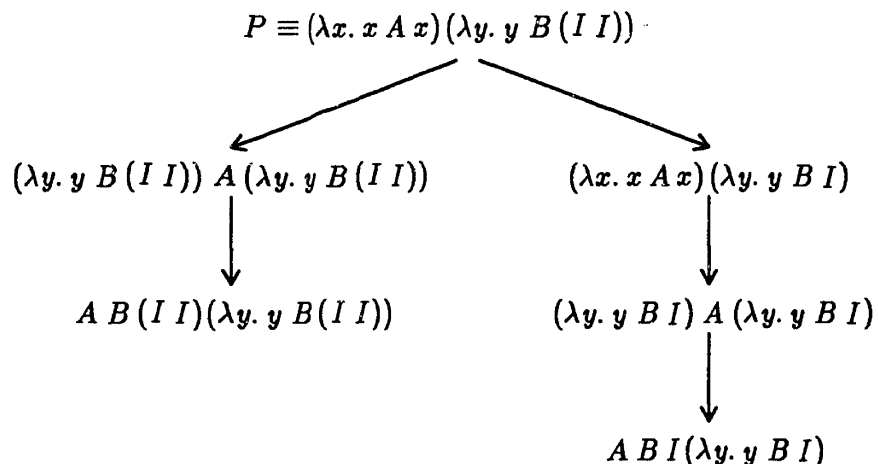 P ≡ (λx. x A x)(λy. y B (I I))
(λy. y B (I I)) A (λy. y B (I I))
(λx. x A x)(λy. y B I)
A B (I I)(λy. y B (I I))
(λy. y B I) A (λy. y B I)
A B I(λy. y B I)